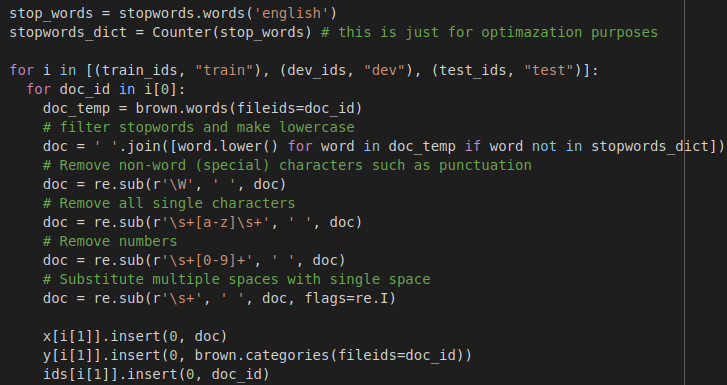 stop_words = stopwords.words('english')
stopwords_dict = Counter(stop_words) # this is just for optimazation purposes

for i in [(train_ids, "train"), (dev_ids, "dev"), (test_ids, "test")]:
  for doc_id in i[0]:
    doc_temp = brown.words(fileids=doc_id)
    # filter stopwords and make lowercase
    doc = ' '.join([word.lower() for word in doc_temp if word not in stopwords_dict])
    # Remove non-word (special) characters such as punctuation
    doc = re.sub(r'\W', ' ', doc)
    # Remove all single characters
    doc = re.sub(r'\s+[a-z]\s+', ' ', doc)
    # Remove numbers
    doc = re.sub(r'\s+[0-9]+', ' ', doc)
    # Substitute multiple spaces with single space
    doc = re.sub(r'\s+', ' ', doc, flags=re.I)

    x[i[1]].insert(0, doc)
    y[i[1]].insert(0, brown.categories(fileids=doc_id))
    ids[i[1]].insert(0, doc_id)